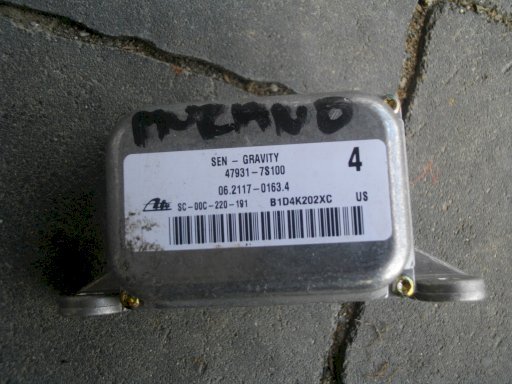 MURANO
SEN - GRAVITY
47931-7S100
4
06.2117-0163.4
Ate SC-00C-220-191 B1D4K202XC US